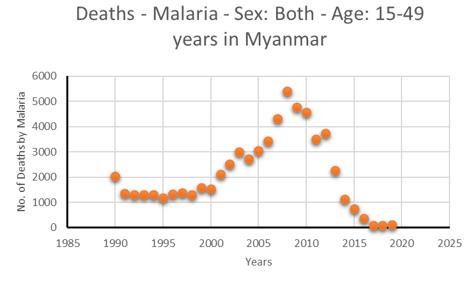 Deaths - Malaria - Sex: Both - Age: 15-49
years in Myanmar
6000
5000
4000
3000
2000
1000
0
No. of Deaths by Malaria
1985 1990 1995 2000 2005 2010 2015 2020 2025
Years